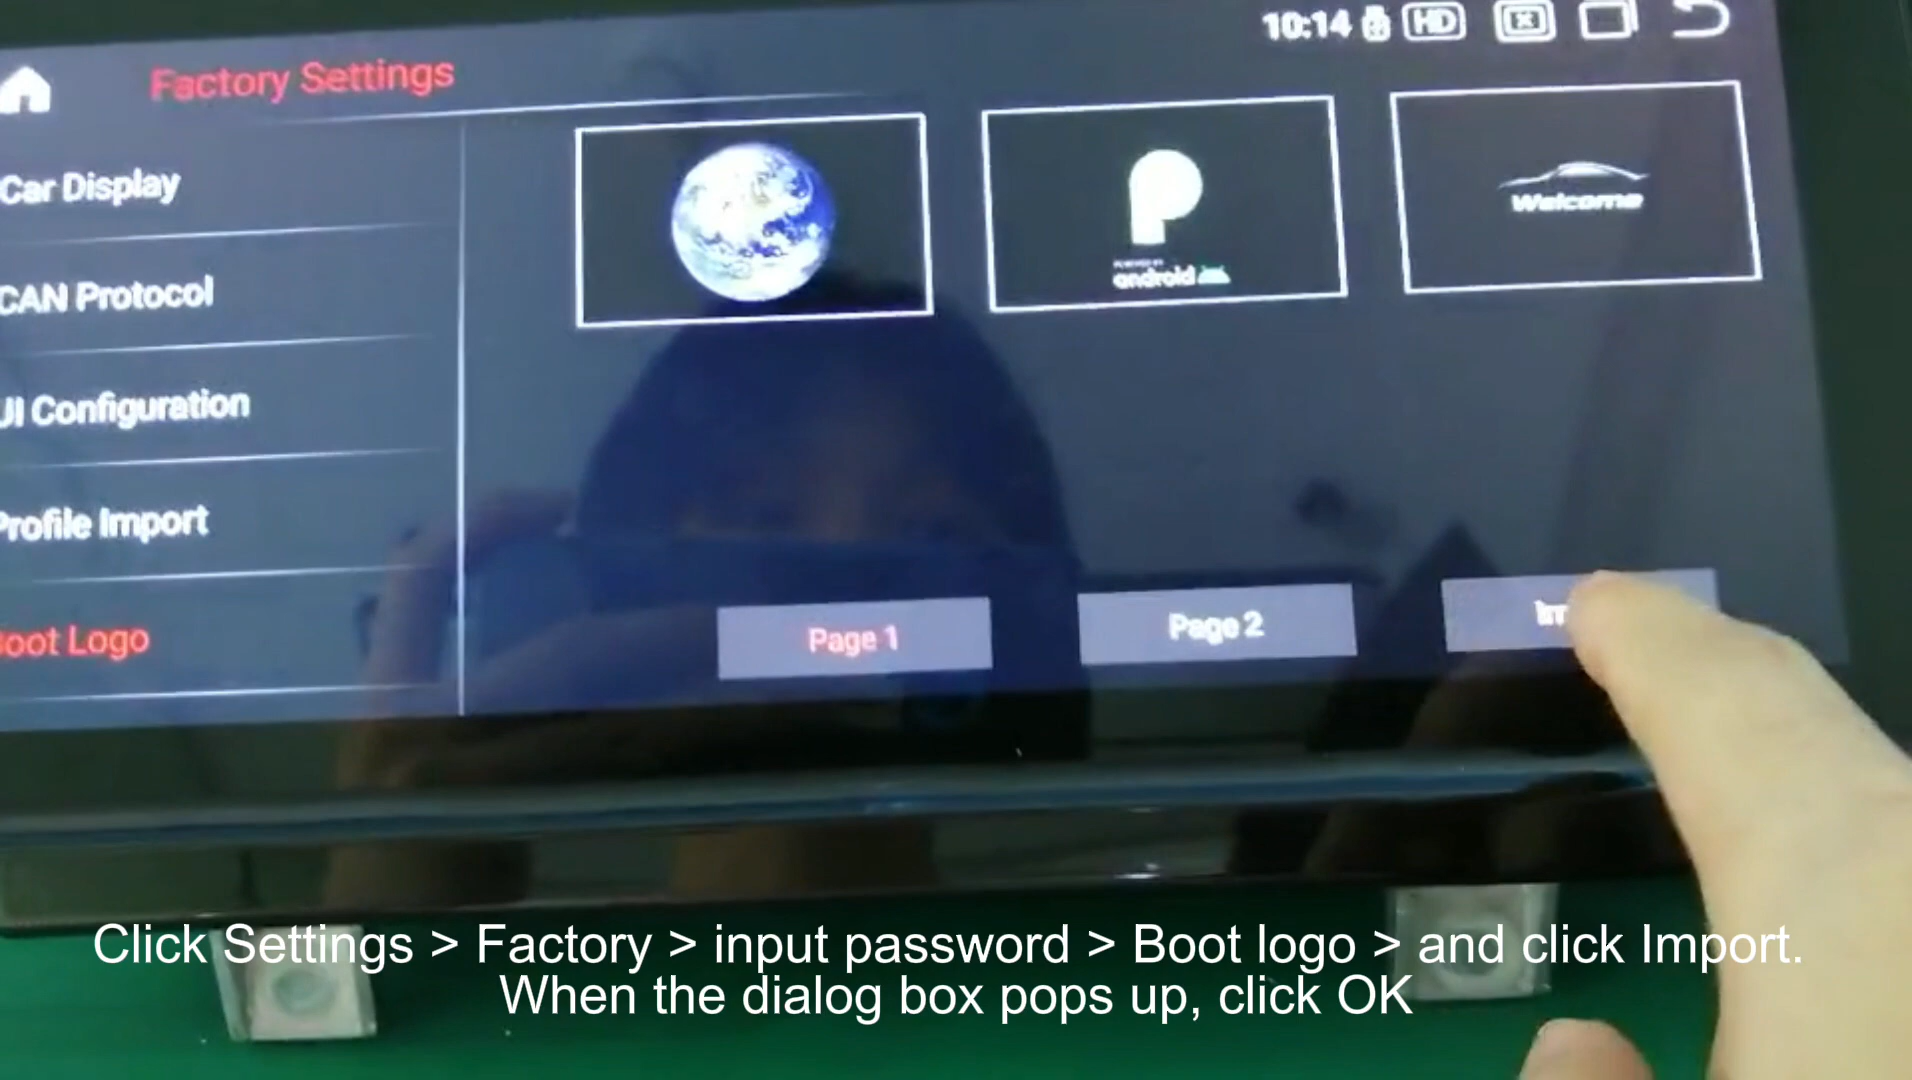 10:14 HD
Factory Settings
Car Display
CAN Protocol
UI Configuration
Profile Import
Boot Logo
android
Welcome
Page 1
Page 2
Click Settings > Factory > input password > Boot logo > and click Import.
When the dialog box pops up, click OK